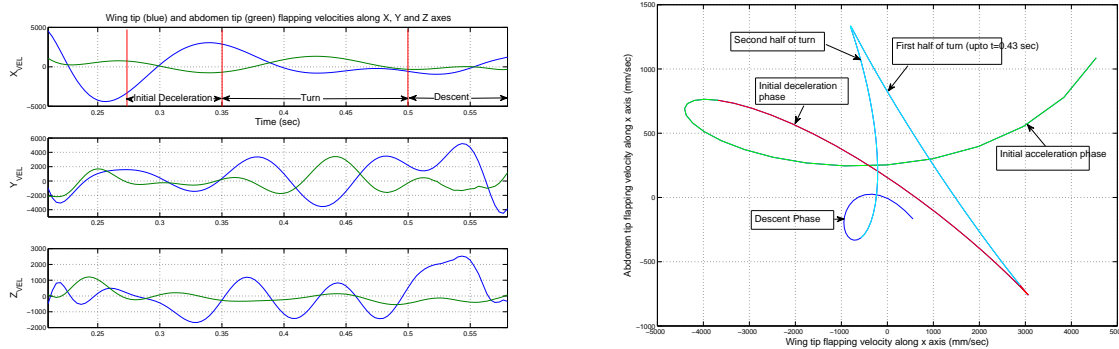 Wing tip (blue) and abdomen tip (green) flapping velocities along X, Y and Z axes
5000
0
−5000
X_VEL
Initial Deceleration
Turn
Descent
0.25 0.3 0.35 0.4 0.45 0.5 0.55
Time (sec)
6000
4000
2000
0
−2000
−4000
Y_VEL
0.25 0.3 0.35 0.4 0.45 0.5 0.55
3000
2000
1000
0
−1000
−2000
Z_VEL
0.25 0.3 0.35 0.4 0.45 0.5 0.55
1500
1000
500
0
−500
−1000
Abdomen tip flapping velocity along x axis (mm/sec)
Second half of turn
First half of turn (upto t=0.43 sec)
Initial deceleration
phase
Initial acceleration phase
Descent Phase
−5000 −4000 −3000 −2000 −1000 0 1000 2000 3000 4000 5000
Wing tip flapping velocity along x axis (mm/sec)